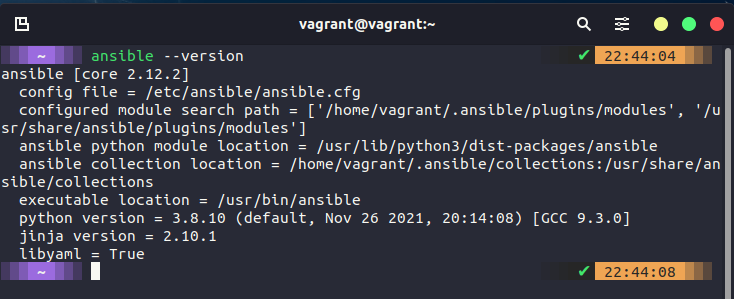 vagrant@vagrant:~
~ ansible --version ✔ 22:44:04
ansible [core 2.12.2]
  config file = /etc/ansible/ansible.cfg
  configured module search path = ['/home/vagrant/.ansible/plugins/modules', '/u
sr/share/ansible/plugins/modules']
  ansible python module location = /usr/lib/python3/dist-packages/ansible
  ansible collection location = /home/vagrant/.ansible/collections:/usr/share/an
sible/collections
  executable location = /usr/bin/ansible
  python version = 3.8.10 (default, Nov 26 2021, 20:14:08) [GCC 9.3.0]
  jinja version = 2.10.1
  libyaml = True
~ ✔ 22:44:08